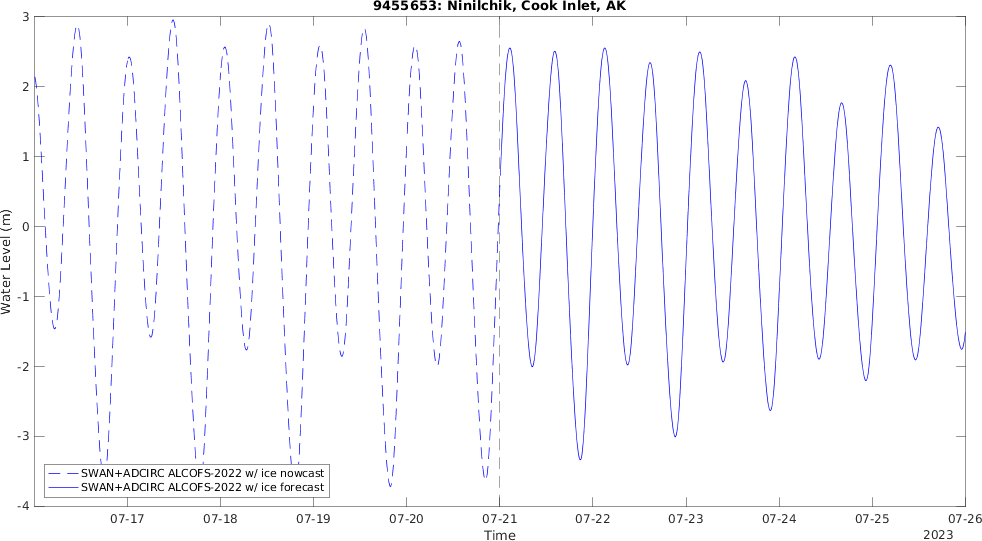 9455653: Ninilchik, Cook Inlet, AK
Water Level (m)
3
2
1
0
-1
-2
-3
-4
SWAN+ADCIRC ALCOFS-2022 w/ ice nowcast
SWAN+ADCIRC ALCOFS-2022 w/ ice forecast
07-17 07-18 07-19 07-20 07-21 07-22 07-23 07-24 07-25 07-26
Time
2023